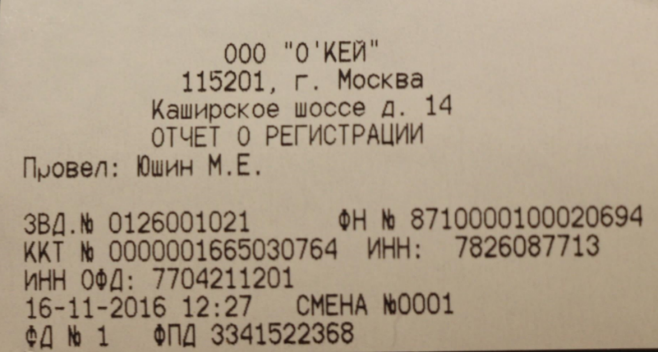 ООО "О'КЕЙ"
115201, г. Москва
Каширское шоссе д. 14
ОТЧЕТ О РЕГИСТРАЦИИ
Провел: Юшин М.Е.
ЗВД.№ 0126001021 ФН № 8710000100020694
ККТ № 0000001665030764 ИНН: 7826087713
ИНН ОФД: 7704211201
16-11-2016 12:27 СМЕНА №0001
ФД № 1 ФПД 3341522368